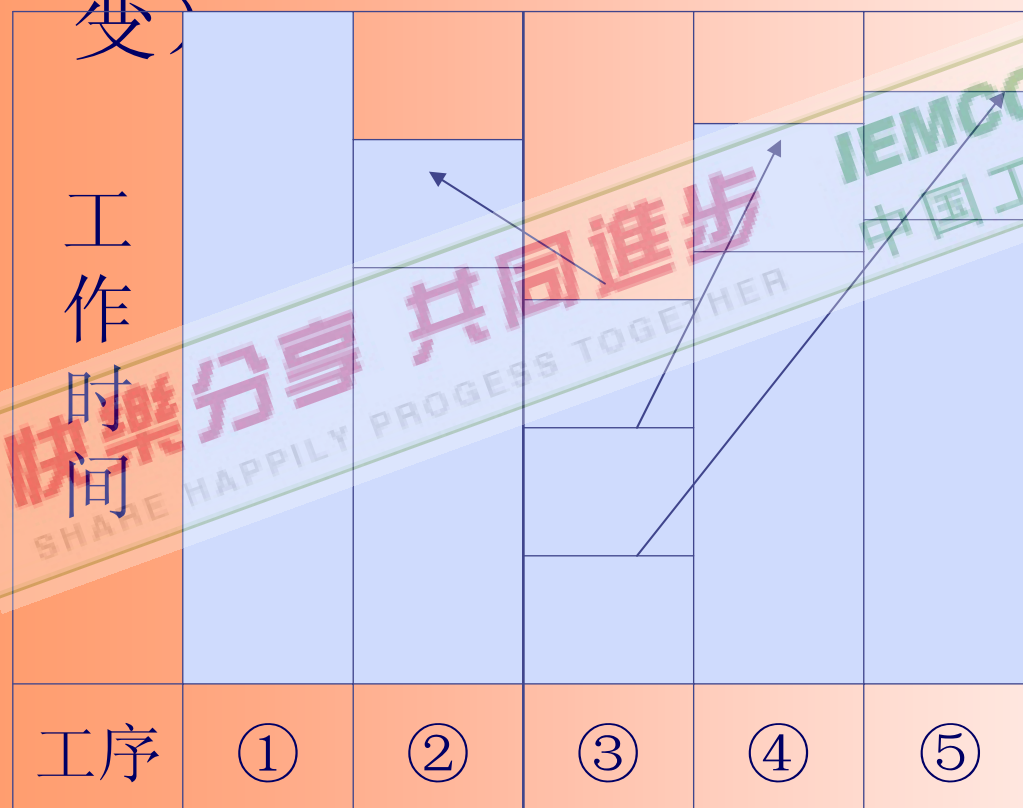 变）
工
作
时
间
快樂分享 共同進步
SHARE HAPPILY PROGESS TOGETHER
IEMC
中国工
工序 ① ② ③ ④ ⑤